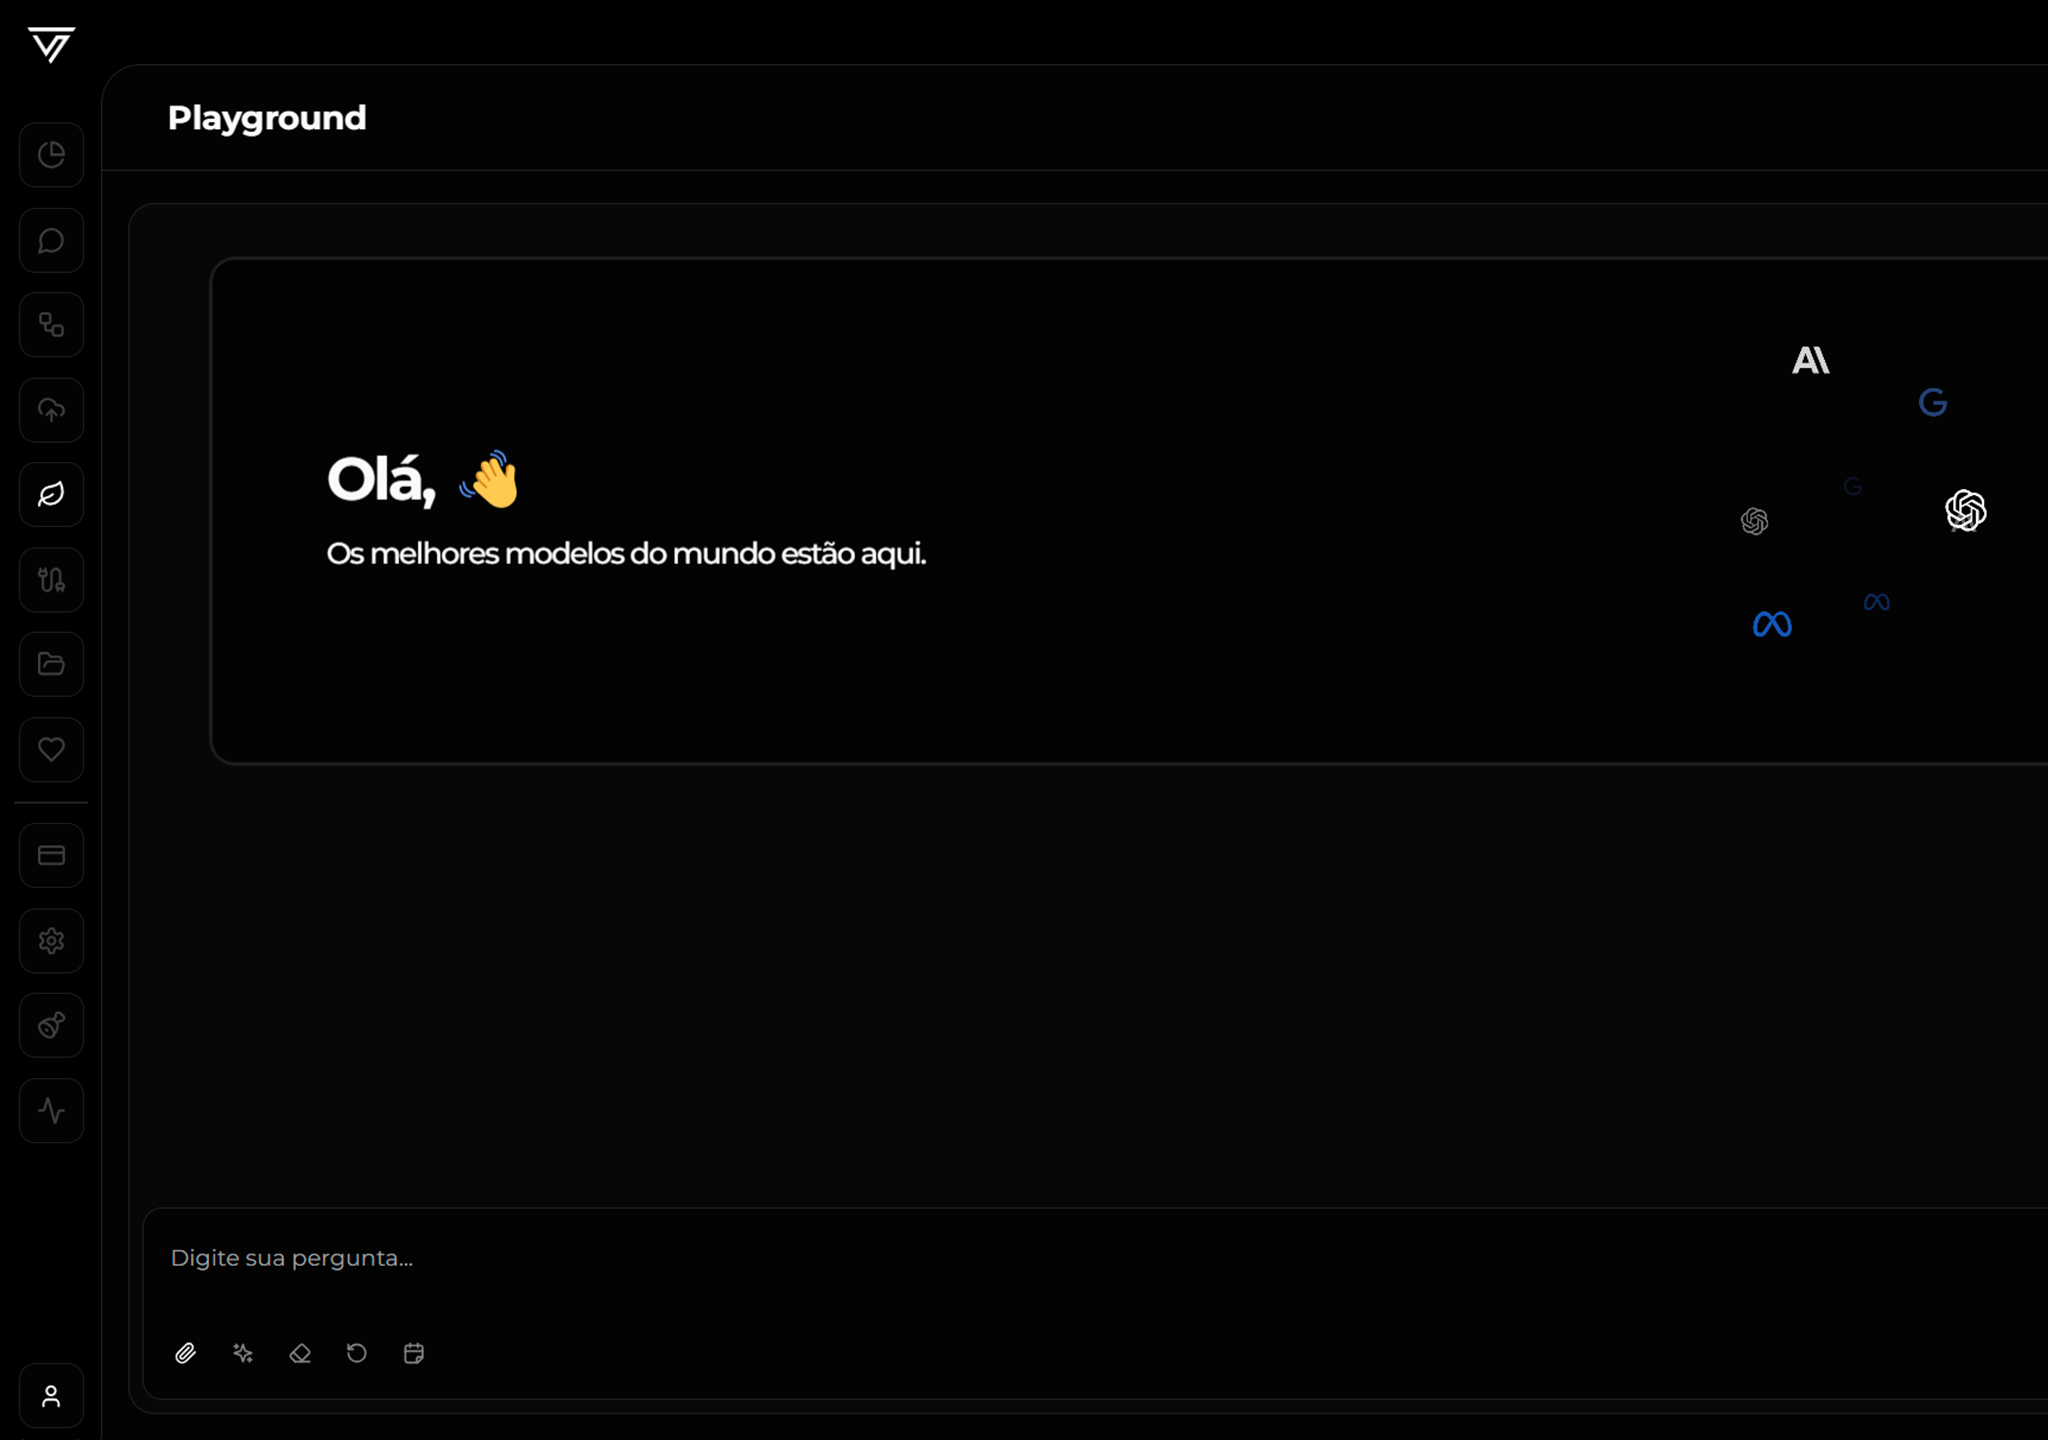 Playground
Olá, 👋
Os melhores modelos do mundo estão aqui.
Digite sua pergunta...